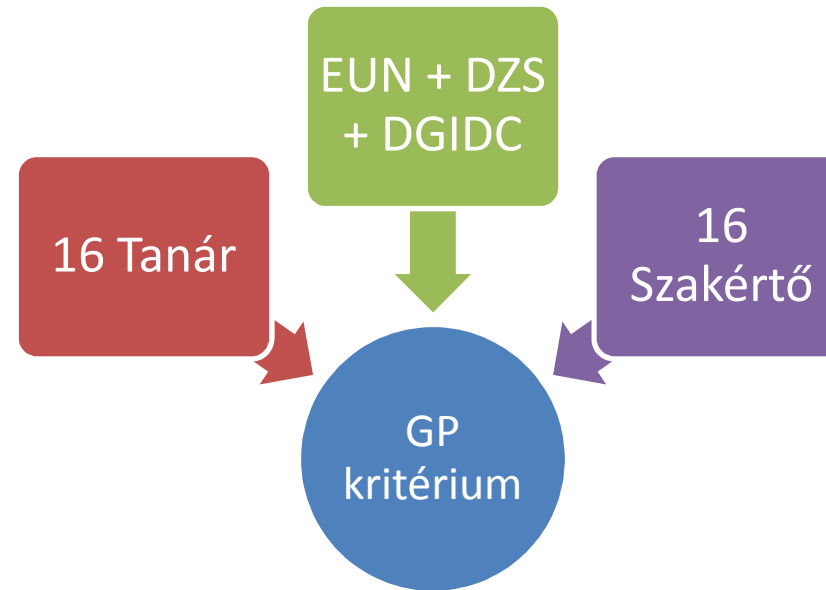 EUN + DZS
+ DGIDC
16 Tanár
16
Szakértő
GP
kritérium